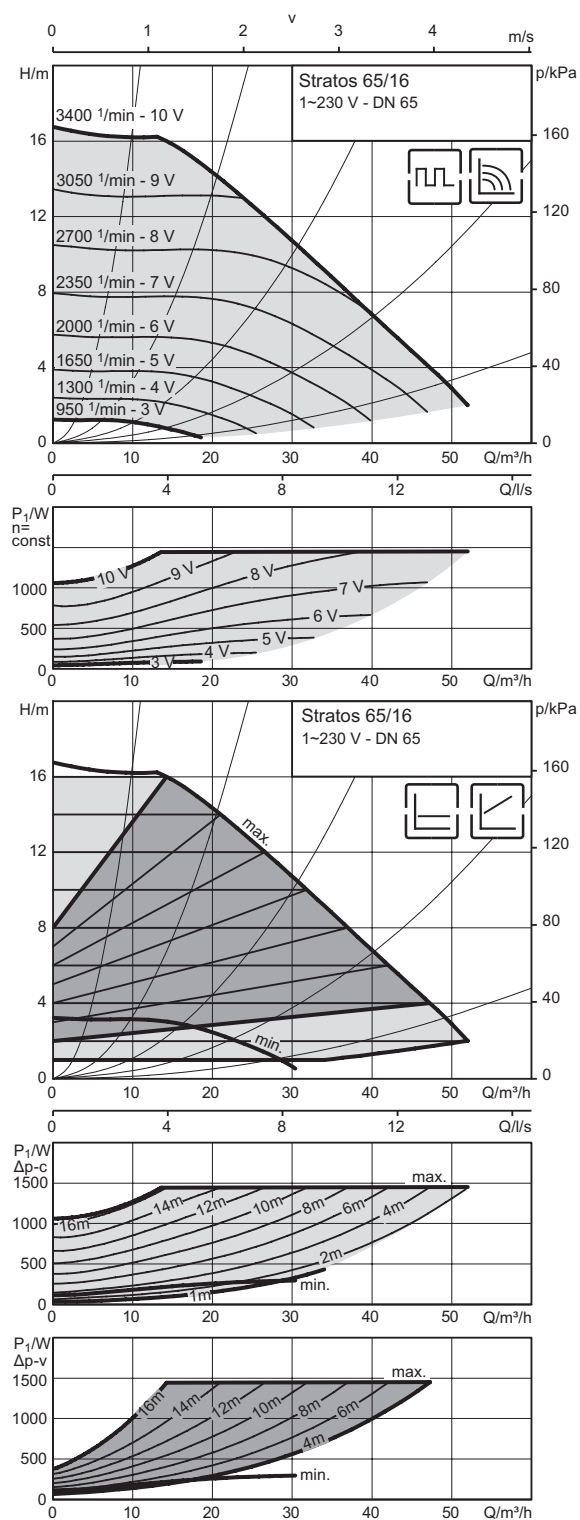 v
0 1 2 3 4 m/s
H/m p/kPa
Stratos 65/16
1~230 V - DN 65
3400 1/min - 10 V
16 160
3050 1/min - 9 V
12 120
2700 1/min - 8 V
8 80
2350 1/min - 7 V
2000 1/min - 6 V
4 40
1650 1/min - 5 V
1300 1/min - 4 V
950 1/min - 3 V
0 0
0 10 20 30 40 50 Q/m³/h
0 4 8 12 Q/l/s
P1/W
n=
const
10 V 9 V 8 V 7 V 6 V 5 V 4 V 3 V
1000
500
0
0 10 20 30 40 50 Q/m³/h
H/m p/kPa
Stratos 65/16
1~230 V - DN 65
16 160
max.
12 120
8 80
4 40
min.
0 0
0 10 20 30 40 50 Q/m³/h
0 4 8 12 Q/l/s
P1/W
Δp-c
1500 max.
16m 14m 12m 10m 8m 6m 4m
1000
500 2m
min.
1m
0
0 10 20 30 40 50 Q/m³/h
P1/W
Δp-v
1500 max.
16m 14m 12m 10m 8m 6m
1000
4m
500
min.
0
0 10 20 30 40 50 Q/m³/h